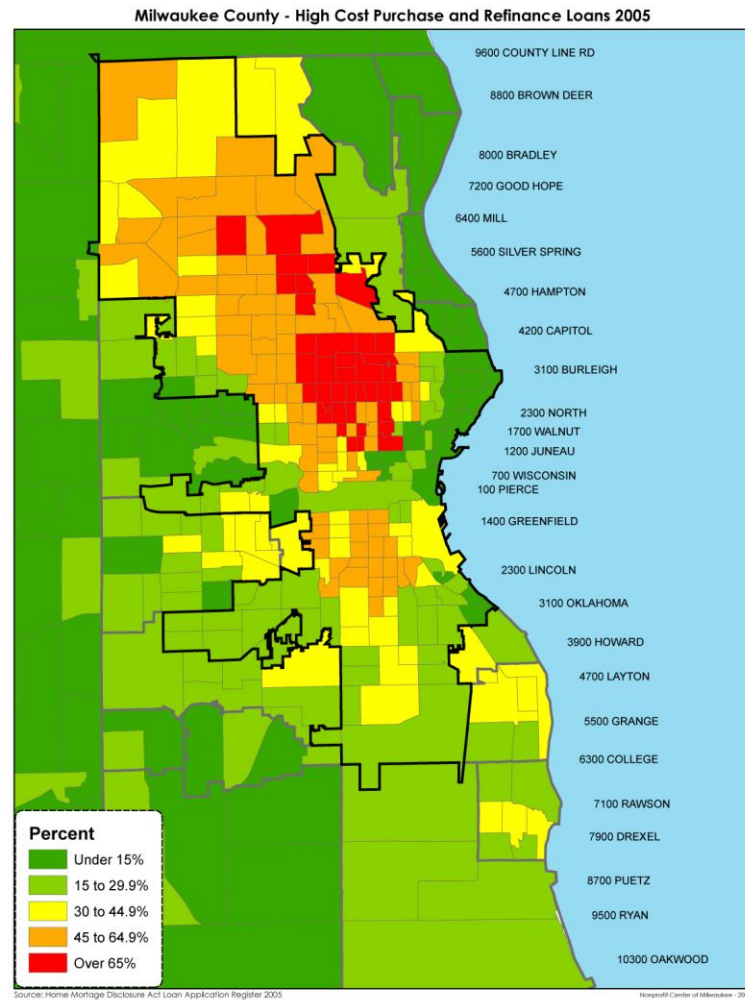 Milwaukee County - High Cost Purchase and Refinance Loans 2005
9600 COUNTY LINE RD
8800 BROWN DEER
8000 BRADLEY
7200 GOOD HOPE
6400 MILL
5600 SILVER SPRING
4700 HAMPTON
4200 CAPITOL
3100 BURLEIGH
2300 NORTH
1700 WALNUT
1200 JUNEAU
700 WISCONSIN
100 PIERCE
1400 GREENFIELD
2300 LINCOLN
3100 OKLAHOMA
3900 HOWARD
4700 LAYTON
5500 GRANGE
6300 COLLEGE
7100 RAWSON
7900 DREXEL
8700 PUETZ
9500 RYAN
10300 OAKWOOD
Percent
Under 15%
15 to 29.9%
30 to 44.9%
45 to 64.9%
Over 65%
Source: Home Mortage Disclosure Act Loan Application Register 2005
Nonprofit Center of Milwaukee - 20